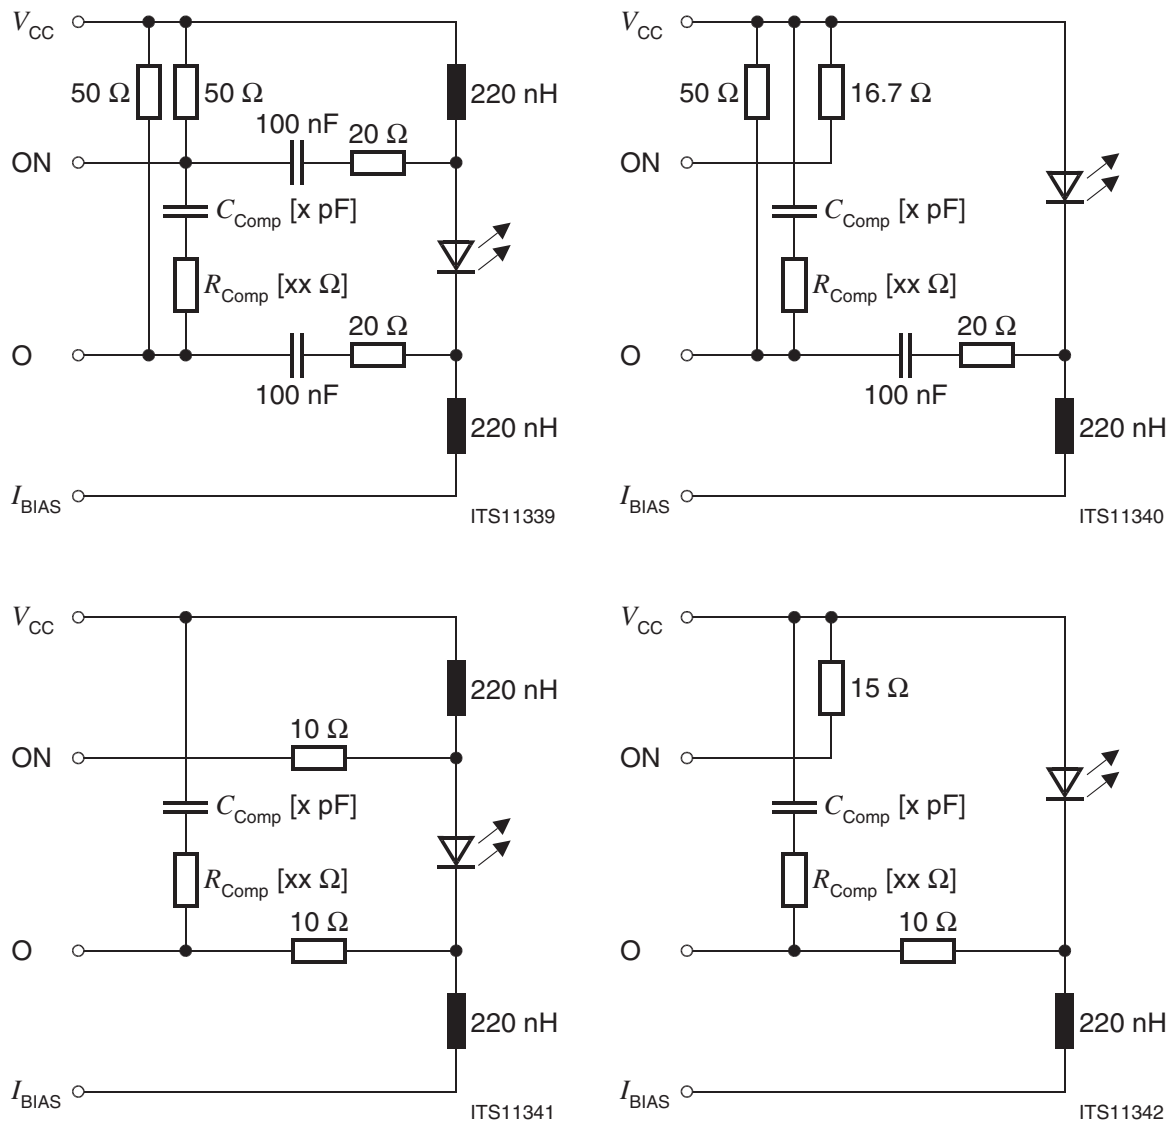 VCC
50 Ω
50 Ω
220 nH
100 nF
20 Ω
ON
CComp [x pF]
RComp [xx Ω]
20 Ω
O
100 nF
220 nH
IBIAS
ITS11339
VCC
50 Ω
16.7 Ω
ON
CComp [x pF]
RComp [xx Ω]
20 Ω
O
100 nF
220 nH
IBIAS
ITS11340
VCC
220 nH
10 Ω
ON
CComp [x pF]
RComp [xx Ω]
10 Ω
O
220 nH
IBIAS
ITS11341
VCC
15 Ω
ON
CComp [x pF]
RComp [xx Ω]
10 Ω
O
220 nH
IBIAS
ITS11342